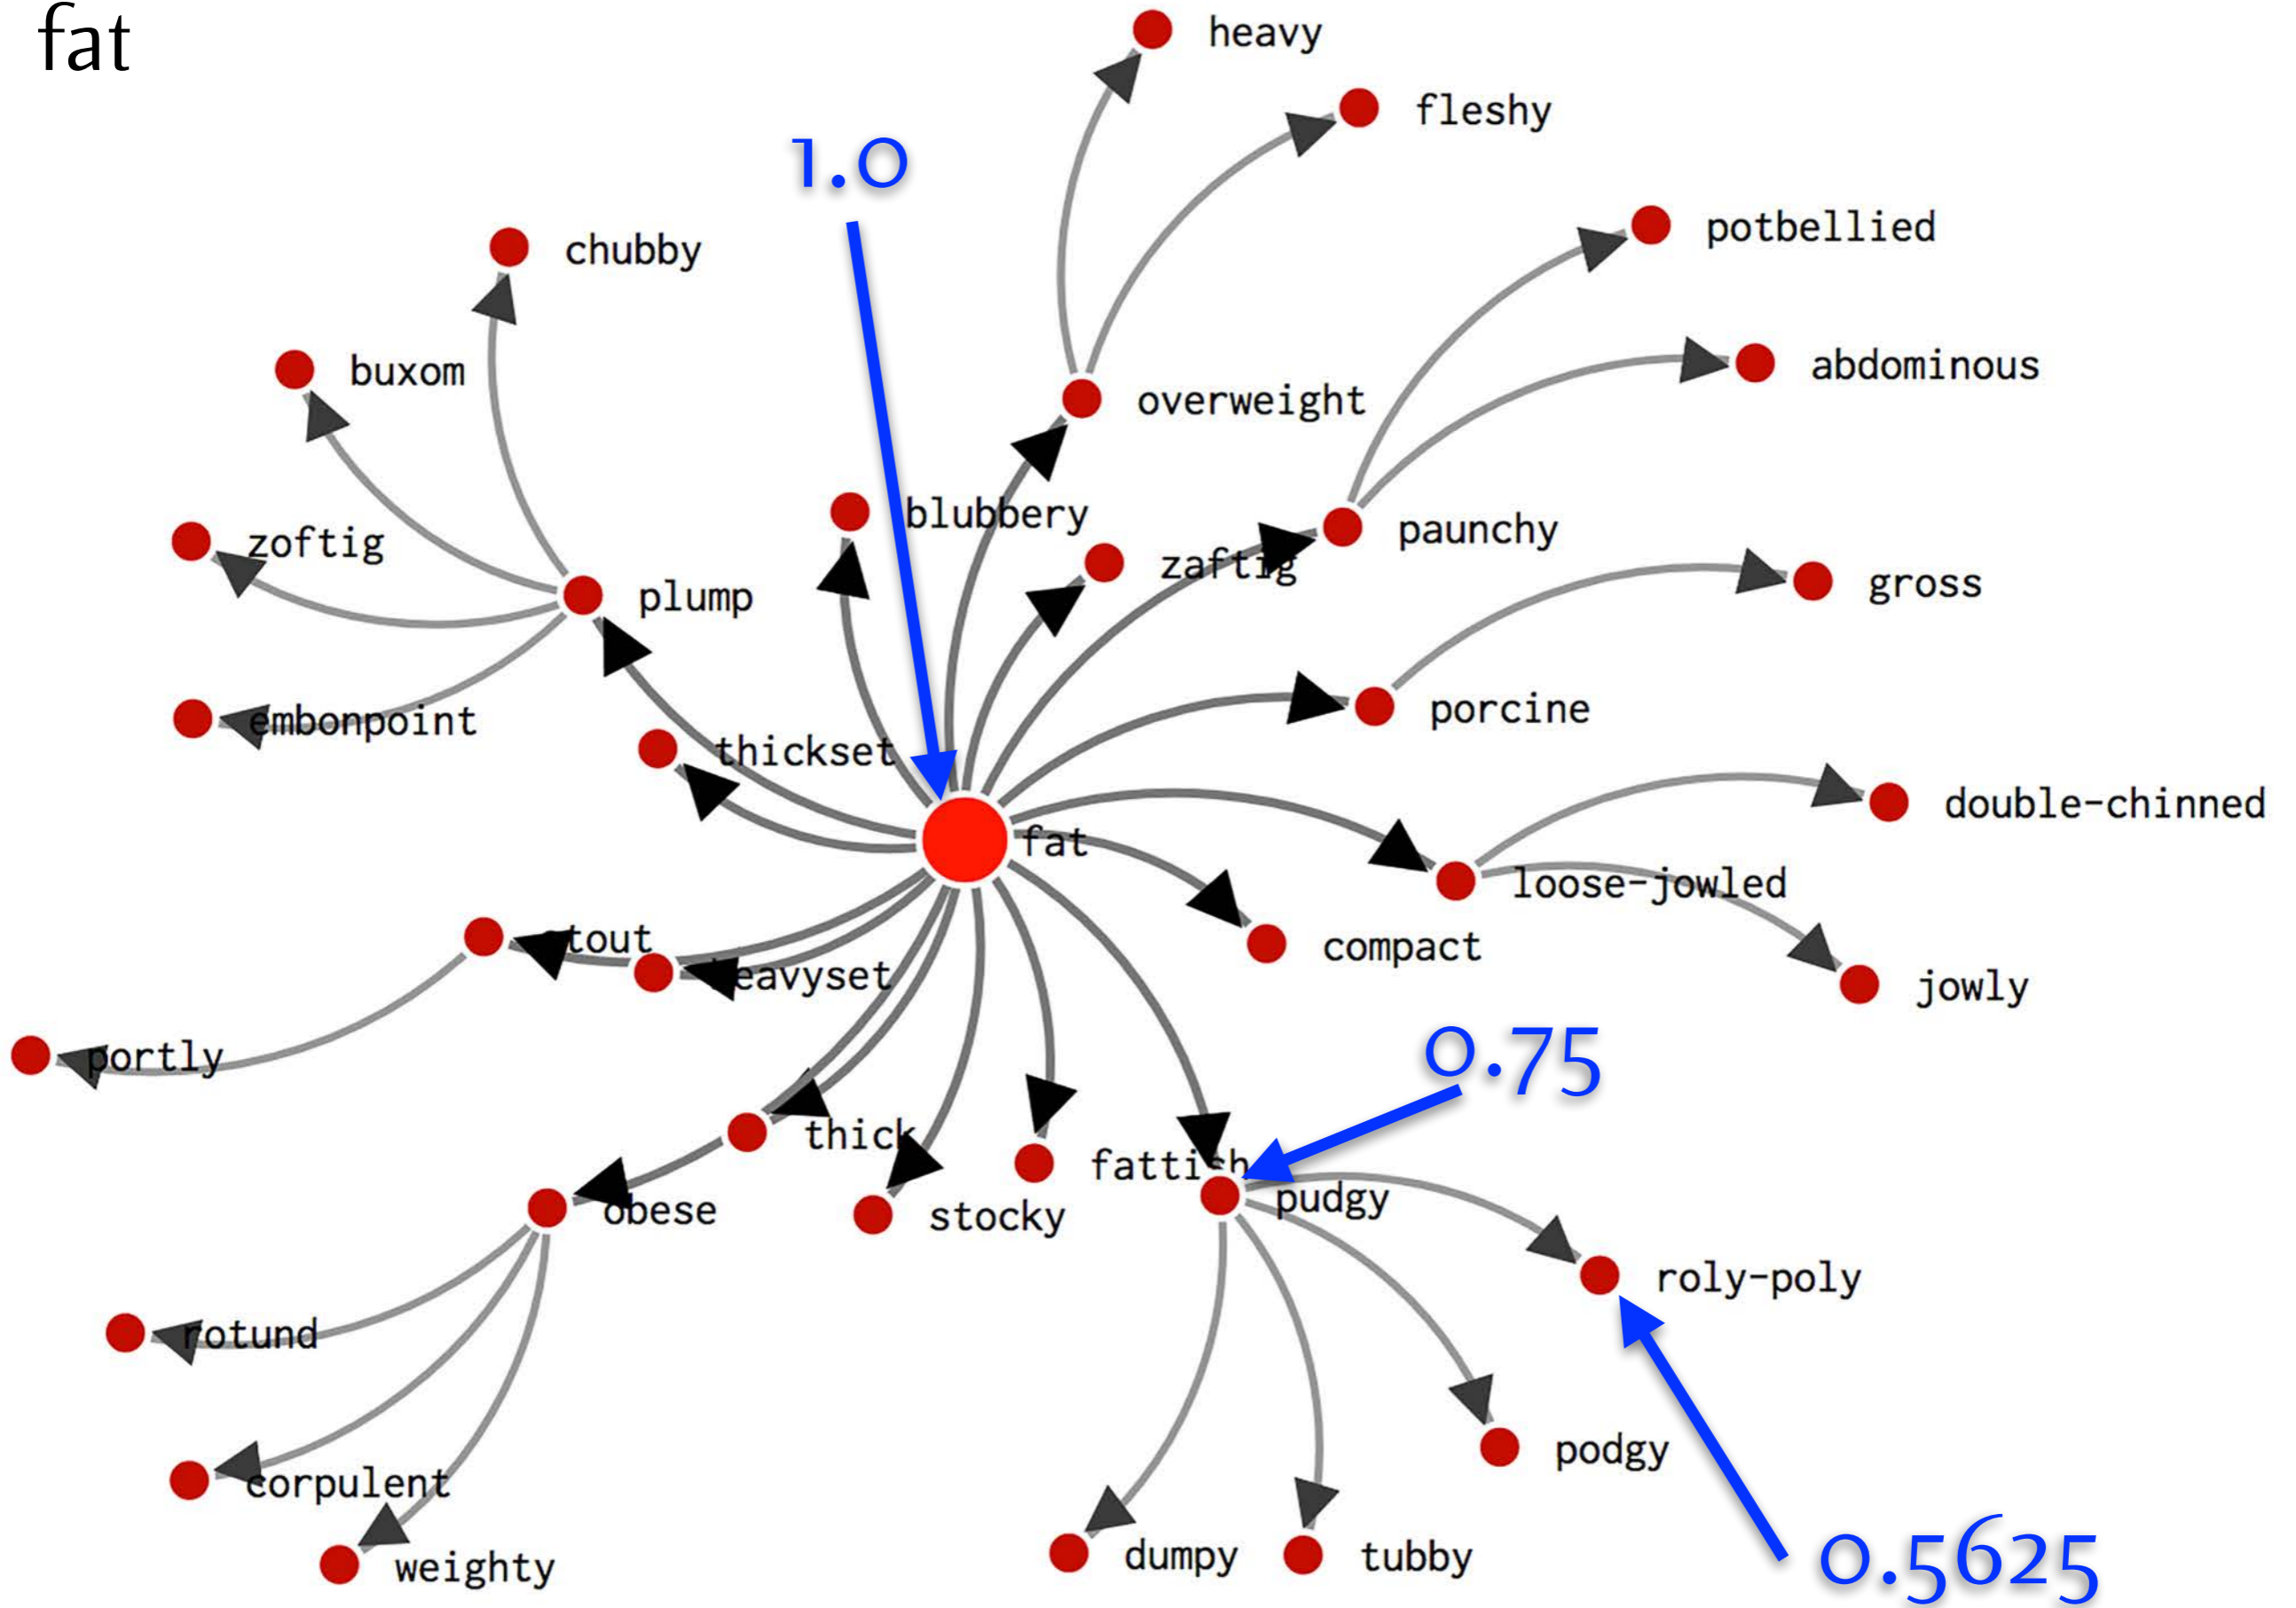 fat
heavy
fleshy
1.0
potbellied
chubby
abdominous
buxom
overweight
blubbery
paunchy
zoftig
zaftig
gross
plump
porcine
embonpoint
thickset
double-chinned
fat
loose-jowled
stout
compact
heavyset
jowly
0.75
portly
thick
fattish
pudgy
obese
stocky
roly-poly
rotund
podgy
corpulent
dumpy
tubby
weighty
0.5625